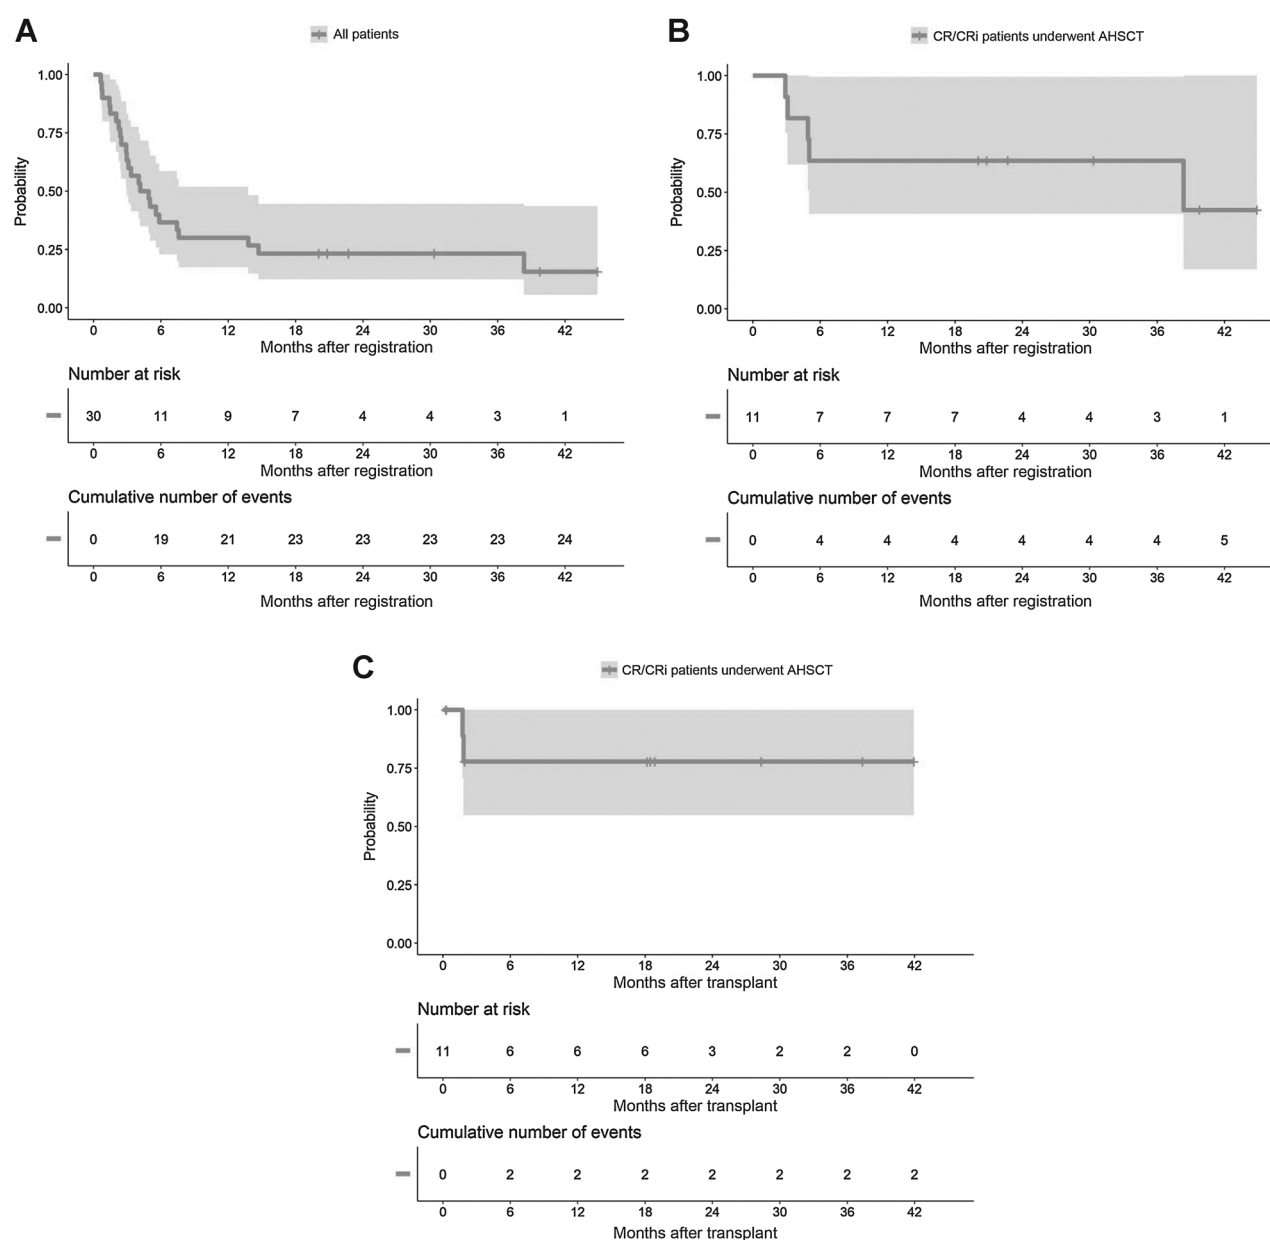 A
All patients
1.00
0.75
0.50
0.25
0.00
Probability
0 6 12 18 24 30 36 42
Months after registration
Number at risk
30 11 9 7 4 4 3 1
0 6 12 18 24 30 36 42
Months after registration
Cumulative number of events
0 19 21 23 23 23 23 24
0 6 12 18 24 30 36 42
Months after registration
B
CR/CRi patients underwent AHSCT
1.00
0.75
0.50
0.25
0.00
Probability
0 6 12 18 24 30 36 42
Months after registration
Number at risk
11 7 7 7 4 4 3 1
0 6 12 18 24 30 36 42
Months after registration
Cumulative number of events
0 4 4 4 4 4 4 5
0 6 12 18 24 30 36 42
Months after registration
C
CR/CRi patients underwent AHSCT
1.00
0.75
0.50
0.25
0.00
Probability
0 6 12 18 24 30 36 42
Months after transplant
Number at risk
11 6 6 6 3 2 2 0
0 6 12 18 24 30 36 42
Months after transplant
Cumulative number of events
0 2 2 2 2 2 2 2
0 6 12 18 24 30 36 42
Months after transplant